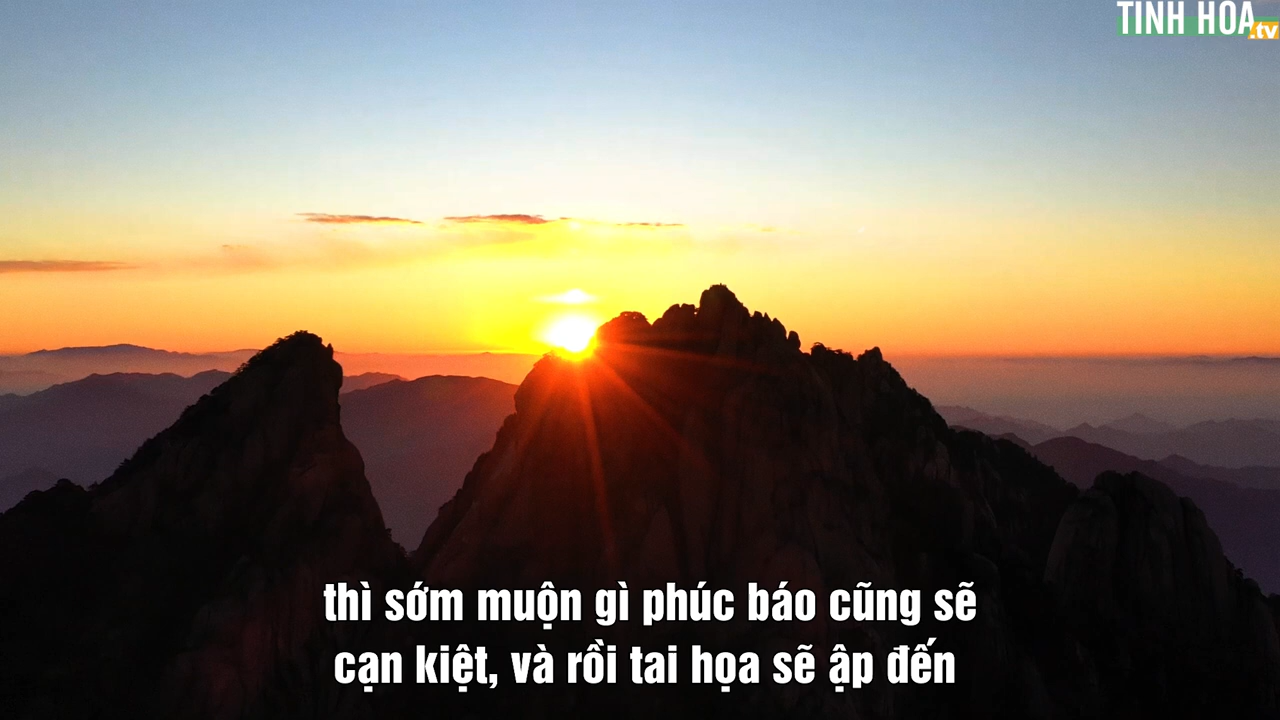 TINH HOA
.tv
thì sớm muộn gì phúc báo cũng sẽ
cạn kiệt, và rồi tai họa sẽ ập đến